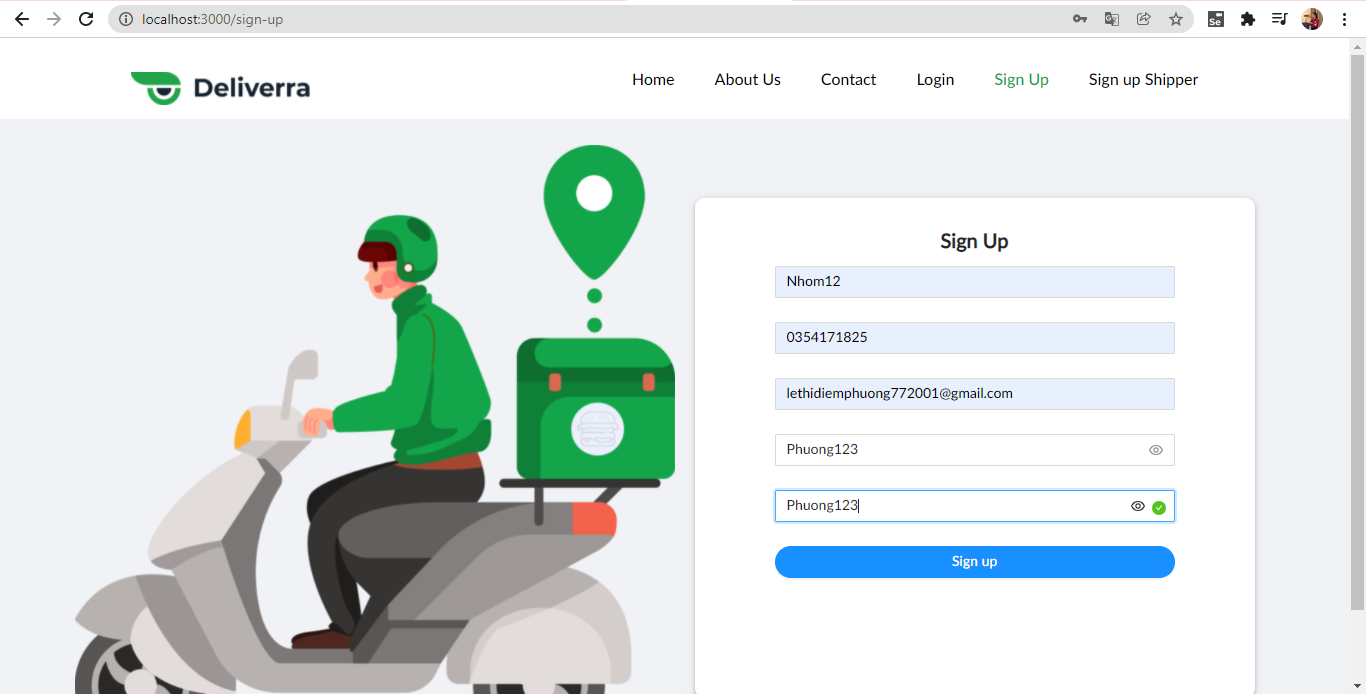 localhost:3000/sign-up
Se
Deliverra
Home About Us Contact Login Sign Up Sign up Shipper
Sign Up
Nhom12
0354171825
lethidiemphuong772001@gmail.com
Phuong123
Phuong123
Sign up